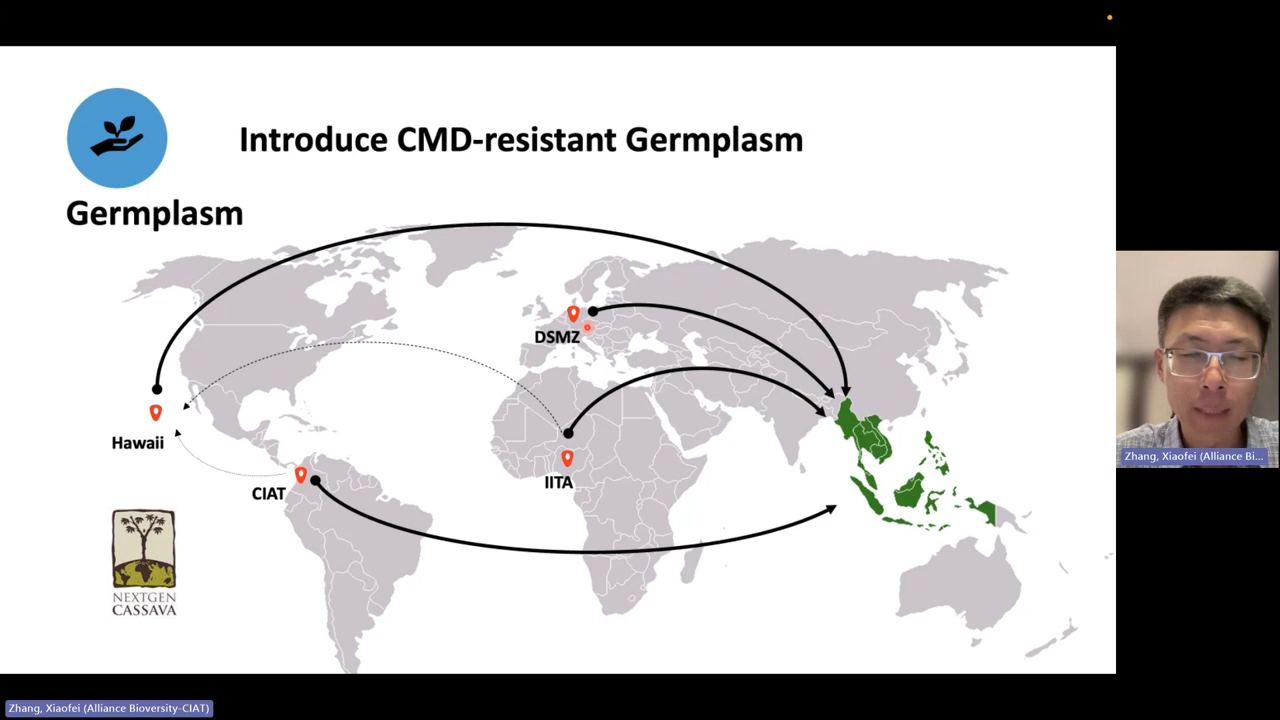 Introduce CMD-resistant Germplasm
Germplasm
DSMZ
Hawaii
IITA
CIAT
NEXTGEN
CASSAVA
Zhang, Xiaofei (Alliance Bi...
Zhang, Xiaofei (Alliance Bioversity-CIAT)